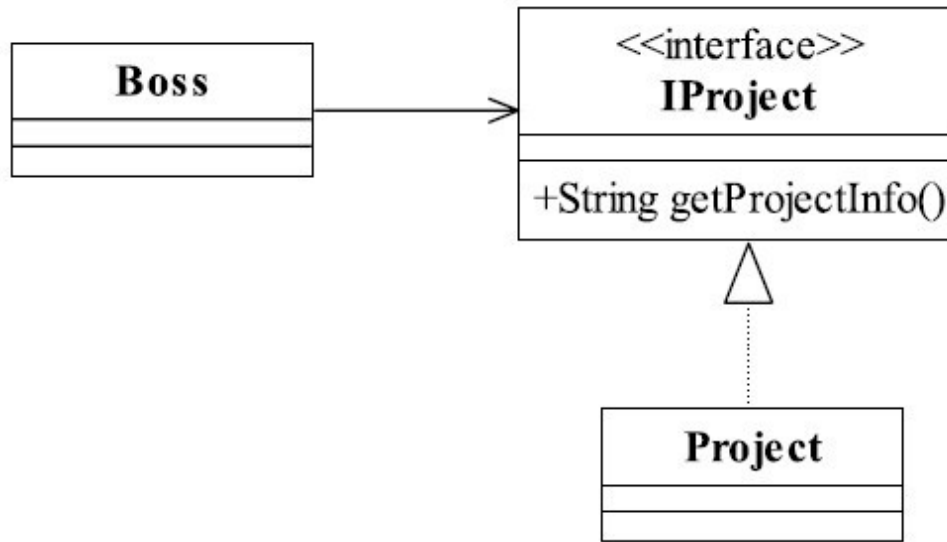 Boss
<<interface>>
IProject
+String getProjectInfo()
Project